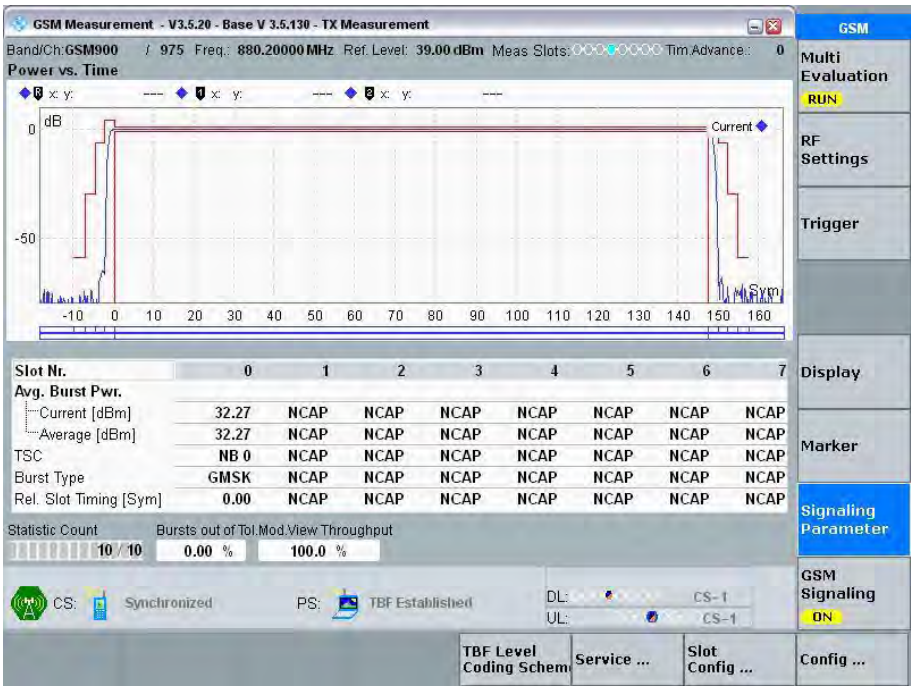 GSM Measurement - V3.5.20 - Base V 3.5.130 - TX Measurement
GSM
Band/Ch:GSM900 / 975 Freq.: 880.20000 MHz Ref.Level: 39.00 dBm Meas Slots: Tim.Advance.: 0
Power vs. Time
R x: y: --- 1 x: y: --- 2 x: y: ---
dB
Current
0
-50
Sym
-10 0 10 20 30 40 50 60 70 80 90 100 110 120 130 140 150 160
Slot Nr. 0 1 2 3 4 5 6 7
Avg. Burst Pwr.
Current [dBm] 32.27 NCAP NCAP NCAP NCAP NCAP NCAP NCAP
Average [dBm] 32.27 NCAP NCAP NCAP NCAP NCAP NCAP NCAP
TSC NB 0 NCAP NCAP NCAP NCAP NCAP NCAP NCAP
Burst Type GMSK NCAP NCAP NCAP NCAP NCAP NCAP NCAP
Rel. Slot Timing [Sym] 0.00 NCAP NCAP NCAP NCAP NCAP NCAP NCAP
Statistic Count Bursts out of Tol. Mod.View Throughput
10 / 10 0.00 % 100.0 %
CS: Synchronized PS: TBF Established
DL: CS-1
UL: CS-1
Multi
Evaluation
RUN
RF
Settings
Trigger
Display
Marker
Signaling
Parameter
GSM
Signaling
ON
TBF Level
Coding Schem
Service ...
Slot
Config ...
Config ...